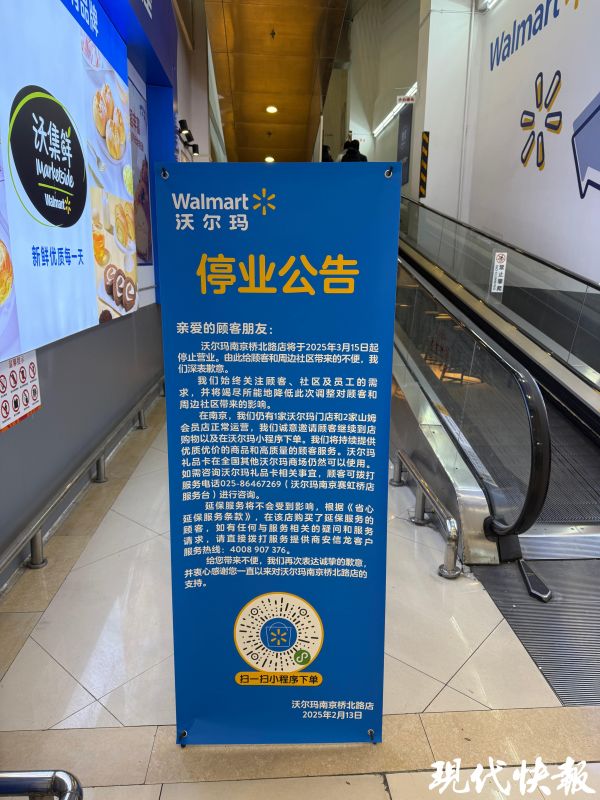 Walmart
沃尔玛
停业公告
亲爱的顾客朋友：
沃尔玛南京桥北路店将于2025年3月15日起
停止营业。由此给顾客和周边社区带来的不便，我
们深表歉意。
我们始终关注顾客、社区及员工的需
求，并将竭尽所能地降低此次调整对顾客和
周边社区带来的影响。
在南京，我们仍有1家沃尔玛门店和2家山姆
会员店正常运营，我们诚意邀请顾客继续到店
购物以及在沃尔玛小程序下单。我们将持续提供
优质优价的商品和高质量的顾客服务。沃尔玛
礼品卡在全国其他沃尔玛商场仍然可以使用。
如需咨询沃尔玛礼品卡相关事宜，顾客可拨打
服务电话025-86467269（沃尔玛南京赛虹桥店
服务台）进行咨询。
延保服务将不会受到影响，根据《省心
延保服务条款》，在该店购买了延保服务的
顾客，如有任何与服务相关的疑问和服务
请求，请直接拨打服务提供商安信龙客户
服务热线：4008 907 376。
给您带来不便，我们再次表达诚挚的歉意，
并衷心感谢您一直以来对沃尔玛南京桥北路店的
支持。
扫一扫小程序下单
沃尔玛南京桥北路店
2025年2月13日
沃集鲜
Marketside
Walmart
新鲜优质每一天
Walmart
禁止攀爬
现代快報